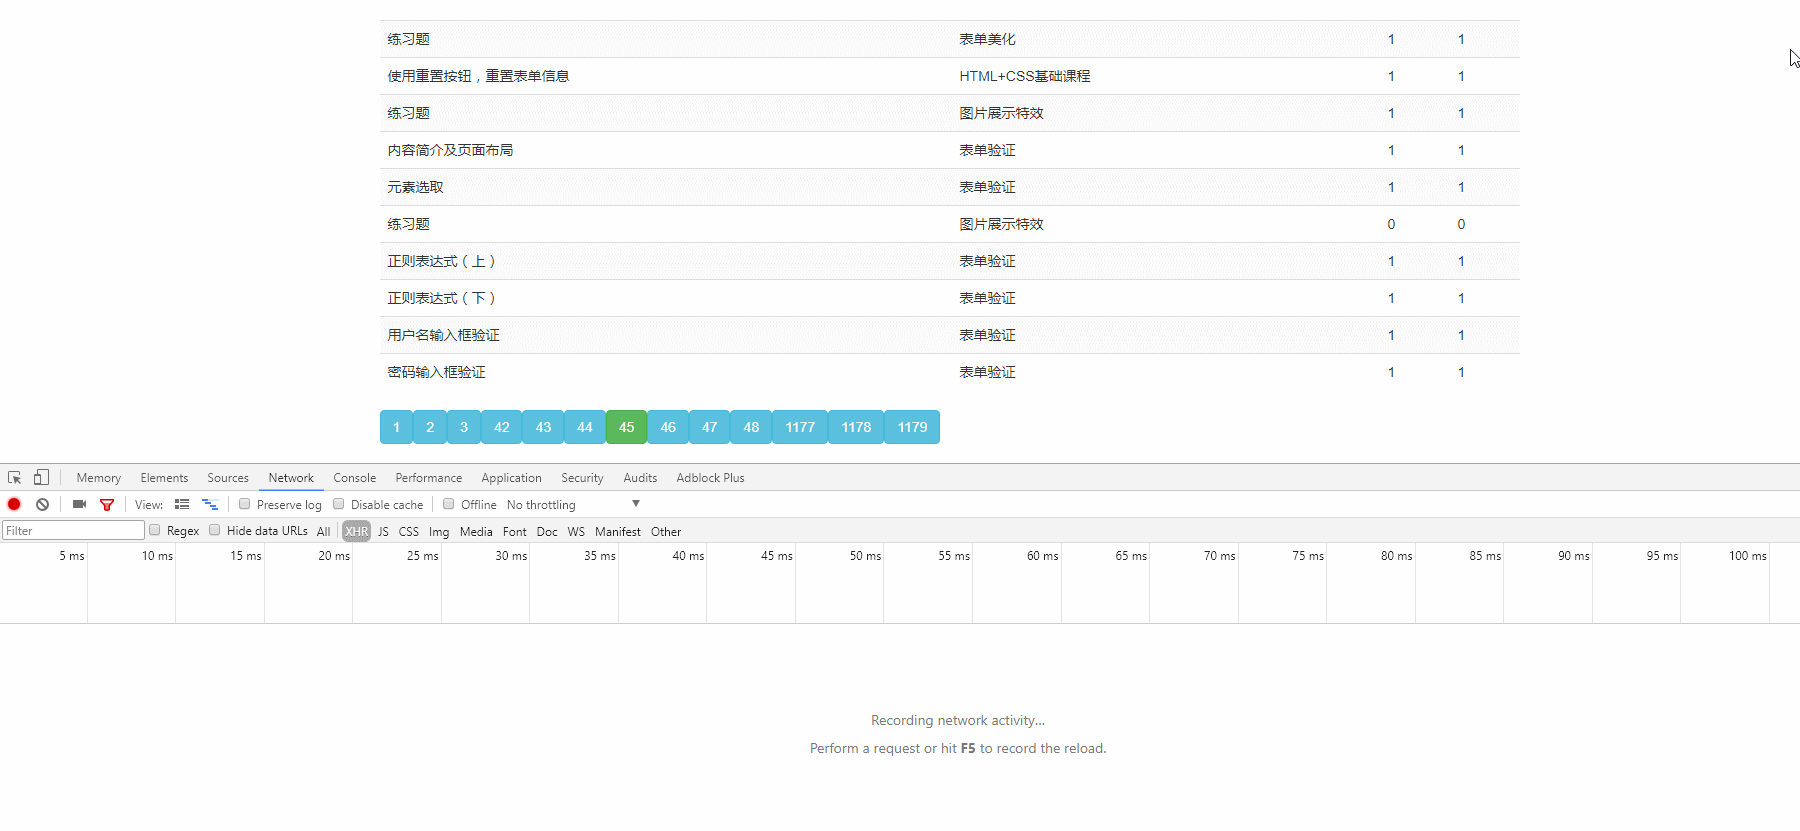 练习题 表单美化 1 1
使用重置按钮，重置表单信息 HTML+CSS基础课程 1 1
练习题 图片展示特效 1 1
内容简介及页面布局 表单验证 1 1
元素选取 表单验证 1 1
练习题 图片展示特效 0 0
正则表达式（上） 表单验证 1 1
正则表达式（下） 表单验证 1 1
用户名输入框验证 表单验证 1 1
密码输入框验证 表单验证 1 1
1 2 3 42 43 44 45 46 47 48 1177 1178 1179
Memory Elements Sources Network Console Performance Application Security Audits Adblock Plus
View: Preserve log Disable cache Offline No throttling
Filter Regex Hide data URLs All XHR JS CSS Img Media Font Doc WS Manifest Other
5 ms 10 ms 15 ms 20 ms 25 ms 30 ms 35 ms 40 ms 45 ms 50 ms 55 ms 60 ms 65 ms 70 ms 75 ms 80 ms 85 ms 90 ms 95 ms 100 ms
Recording network activity...
Perform a request or hit F5 to record the reload.